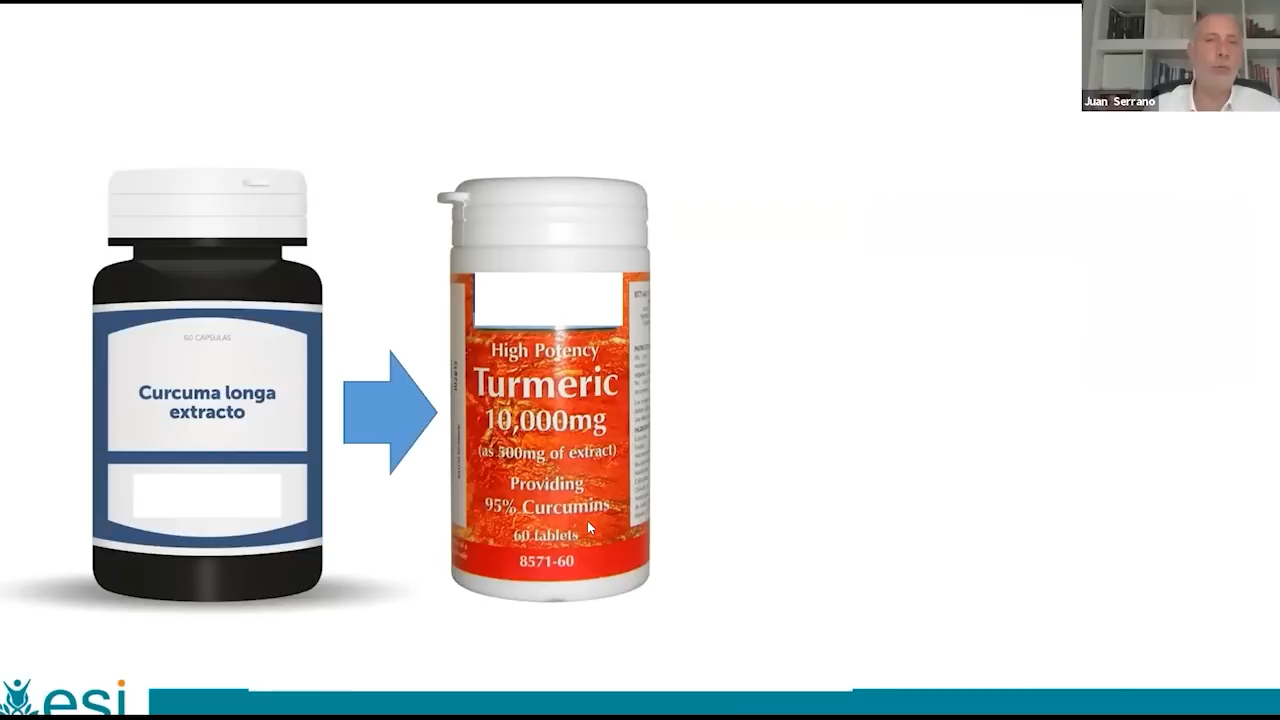 Juan Serrano
60 CAPSULAS
Curcuma longa
extracto
High Potency
Turmeric
10,000mg
(as 500mg of extract)
Providing
95% Curcumins
60 tablets
8571-60
esi